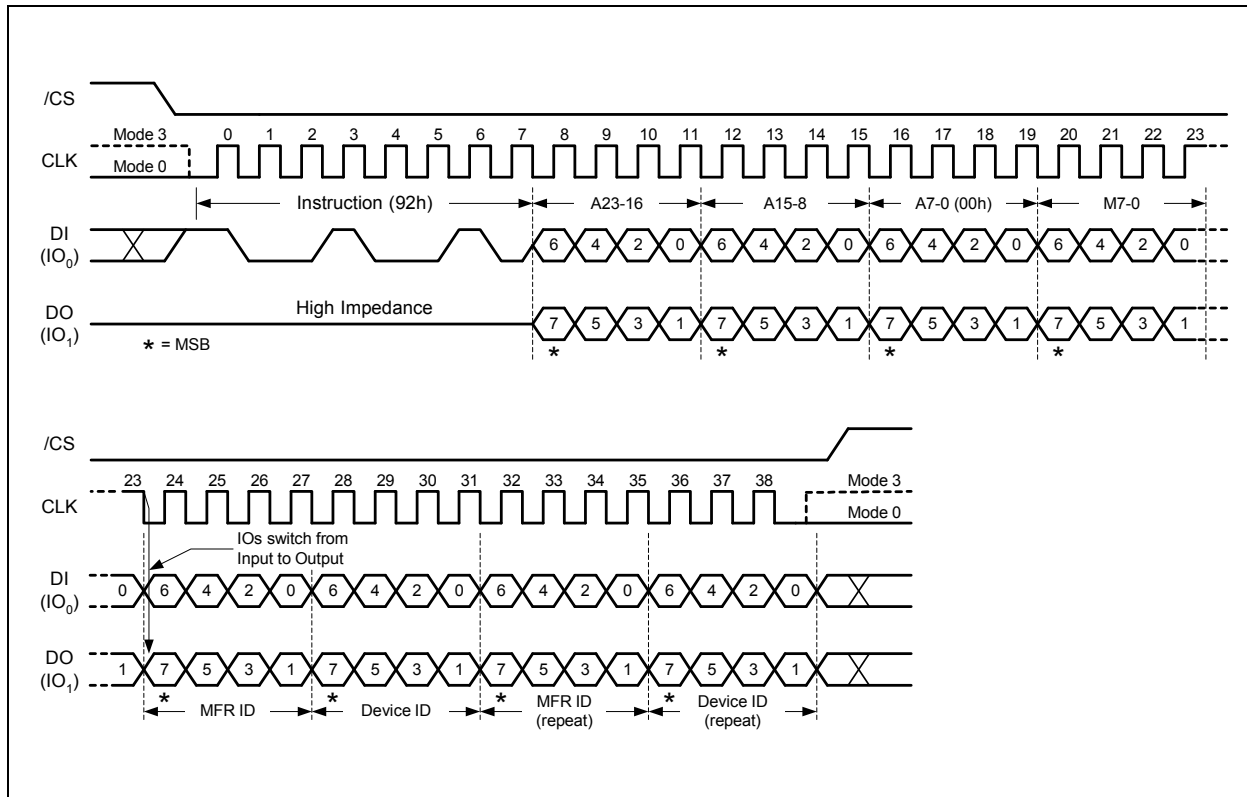 /CS
Mode 3
0 1 2 3 4 5 6 7 8 9 10 11 12 13 14 15 16 17 18 19 20 21 22 23
CLK
Mode 0
Instruction (92h) A23-16 A15-8 A7-0 (00h) M7-0
DI
(IO0)
6 4 2 0 6 4 2 0 6 4 2 0 6 4 2 0
High Impedance
DO
(IO1)
7 5 3 1 7 5 3 1 7 5 3 1 7 5 3 1
* * * *
* = MSB
/CS
23 24 25 26 27 28 29 30 31 32 33 34 35 36 37 38
Mode 3
CLK
Mode 0
IOs switch from
Input to Output
DI
(IO0)
0 6 4 2 0 6 4 2 0 6 4 2 0 6 4 2 0
DO
(IO1)
1 7 5 3 1 7 5 3 1 7 5 3 1 7 5 3 1
* * * *
MFR ID Device ID MFR ID
(repeat)
Device ID
(repeat)